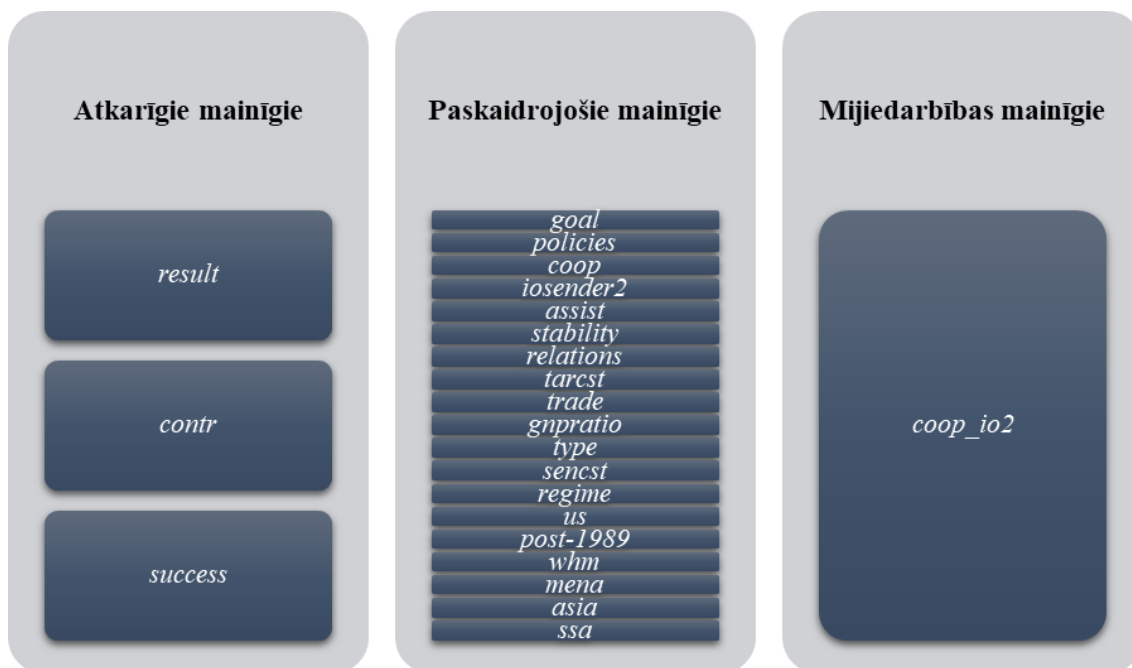 Atkarīgie mainīgie
result
contr
success
Paskaidrojošie mainīgie
goal
policies
coop
iosender2
assist
stability
relations
tarcst
trade
gnpratio
type
sencst
regime
us
post-1989
whm
mena
asia
ssa
Mijiedarbības mainīgie
coop_io2